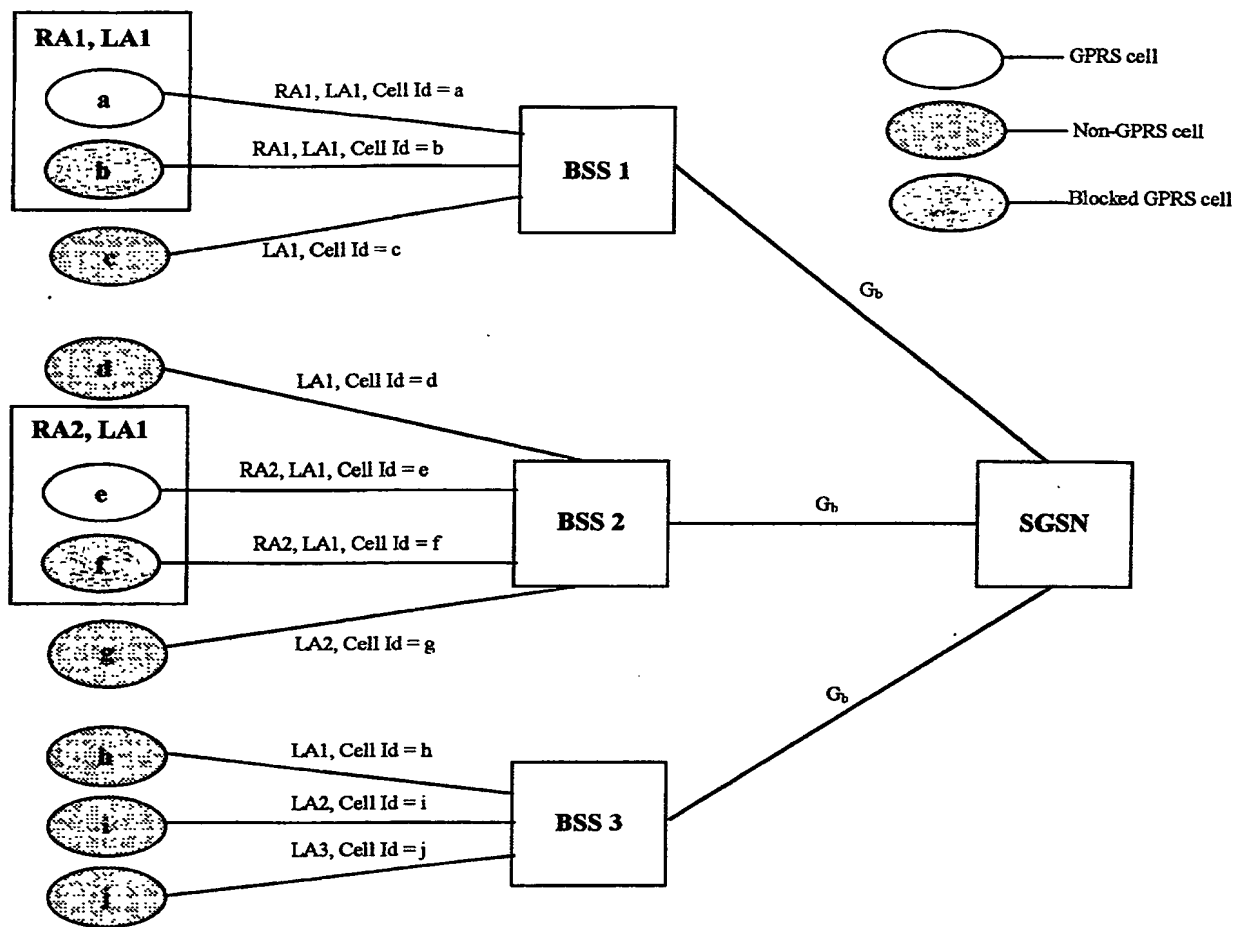 RA1, LA1
a
b
c
RA1, LA1, Cell Id = a
RA1, LA1, Cell Id = b
LA1, Cell Id = c
BSS 1
GPRS cell
Non-GPRS cell
Blocked GPRS cell
Gb
d
LA1, Cell Id = d
RA2, LA1
e
f
g
RA2, LA1, Cell Id = e
RA2, LA1, Cell Id = f
LA2, Cell Id = g
BSS 2
Gb
SGSN
Gb
h
i
j
LA1, Cell Id = h
LA2, Cell Id = i
LA3, Cell Id = j
BSS 3